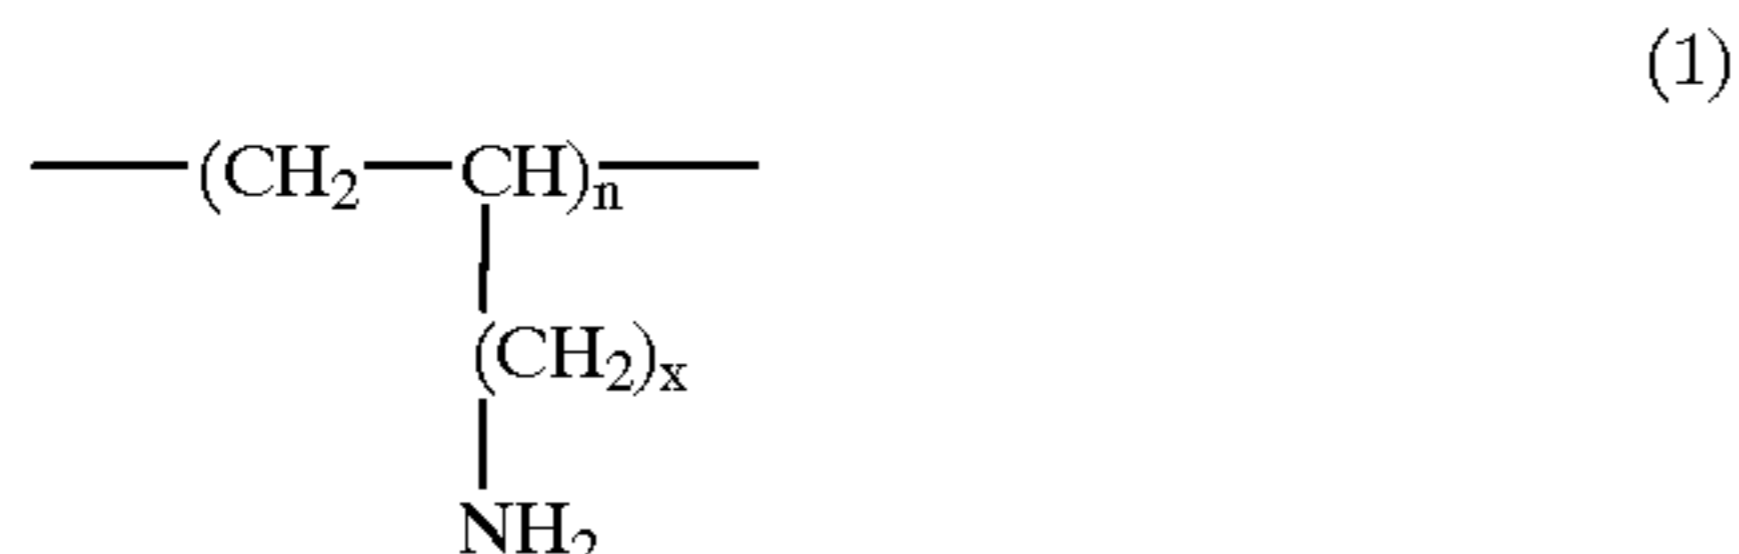 (1)
(CH₂—CH)ₙ
(CH₂)ₓ
NH₂